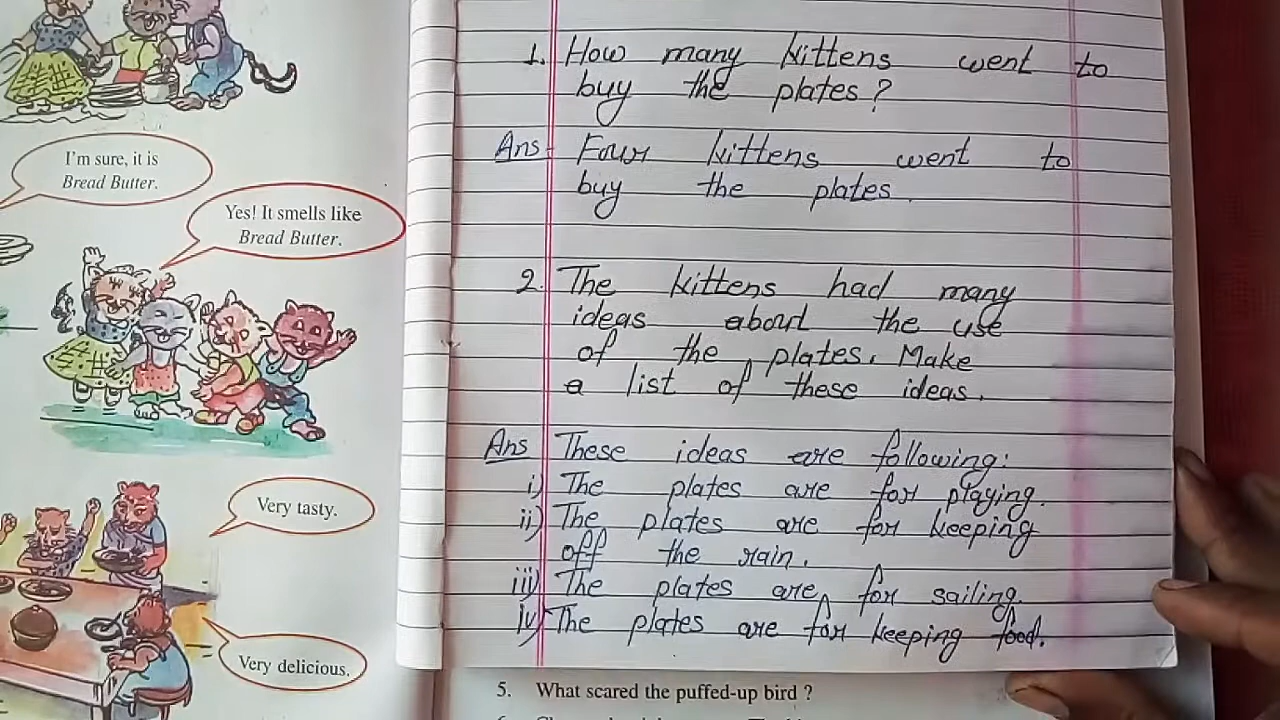 I'm sure, it is
Bread Butter.
Yes! It smells like
Bread Butter.
Very tasty.
Very delicious.
1. How many kittens went to
buy the plates?
Ans Four kittens went to
buy the plates.
2. The kittens had many
ideas about the use
of the plates. Make
a list of these ideas.
Ans These ideas are following:
i) The plates are for playing.
ii) The plates are for keeping
off the rain.
iii) The plates are for sailing.
iv) The plates are for keeping food.
5. What scared the puffed-up bird ?